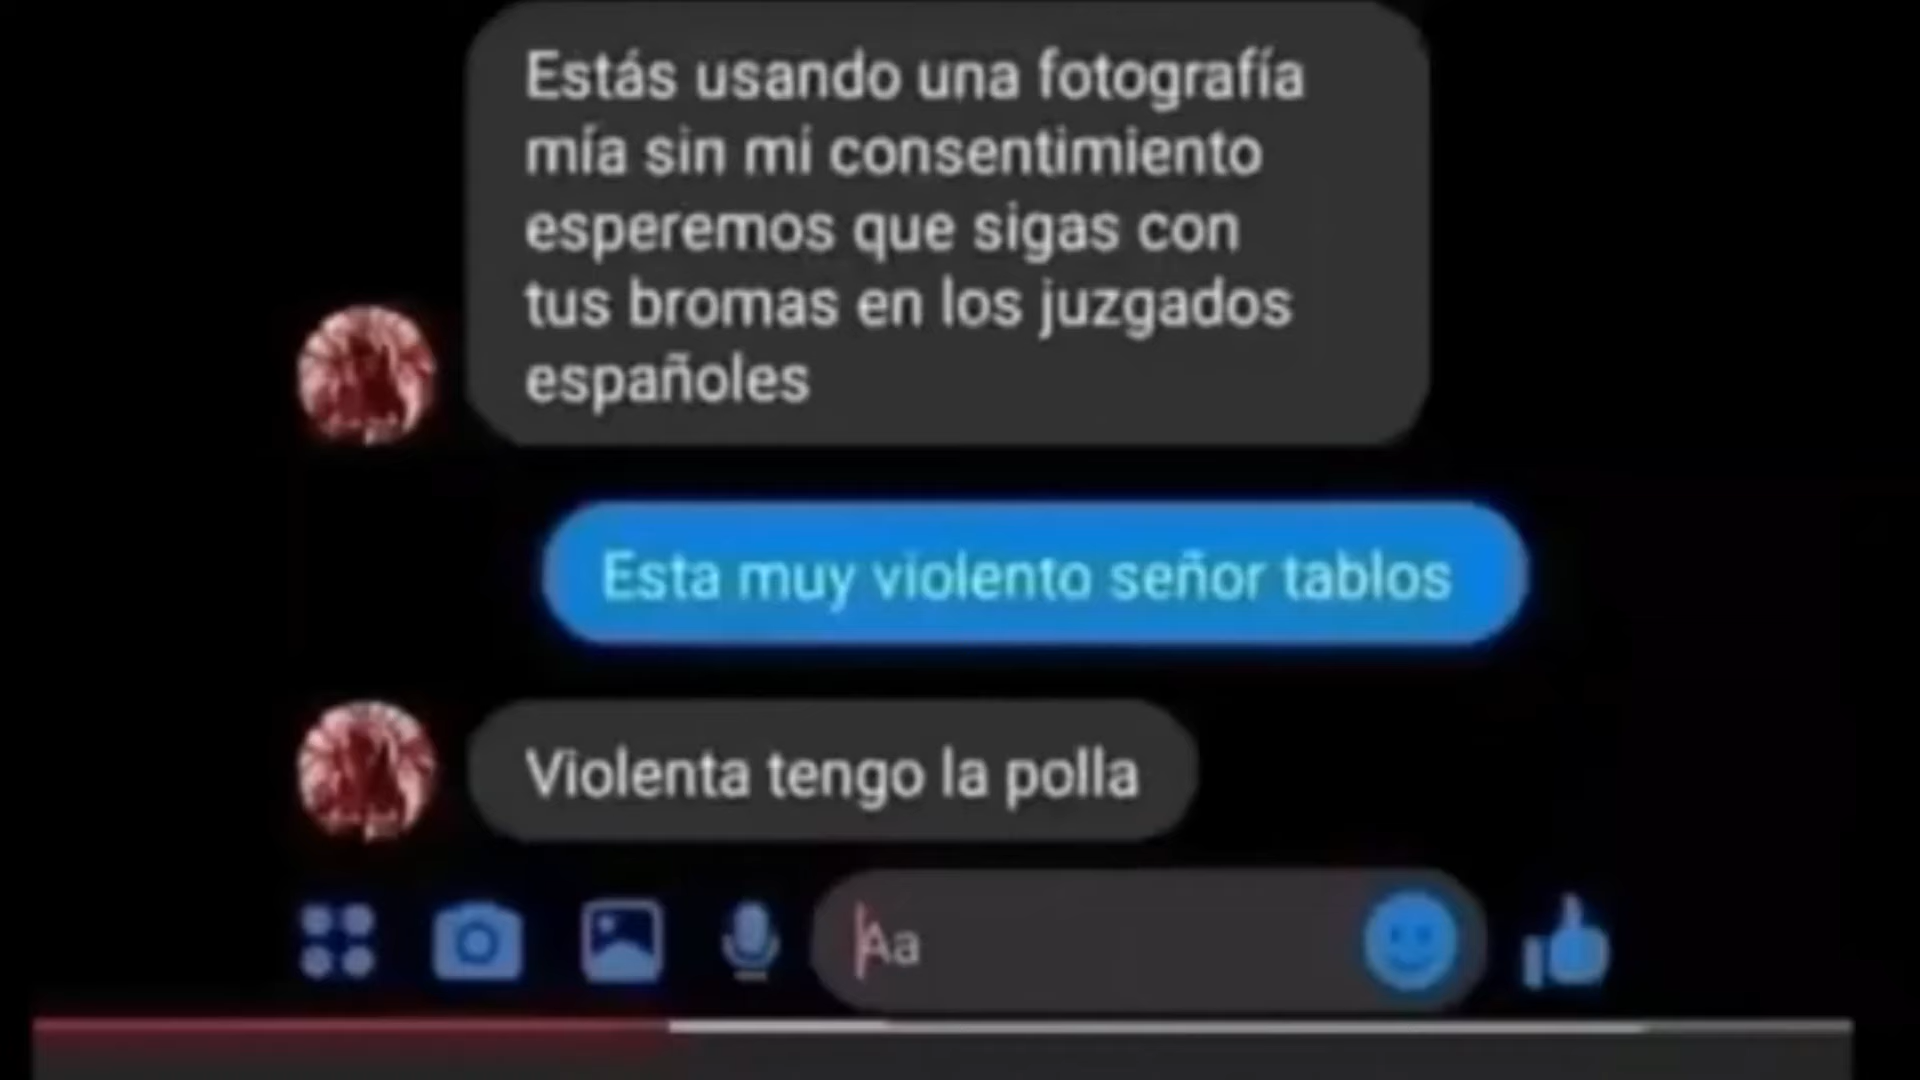 Estás usando una fotografía
mía sin mí consentimiento
esperemos que sigas con
tus bromas en los juzgados
españoles
Esta muy violento señor tablos
Violenta tengo la polla
Aa